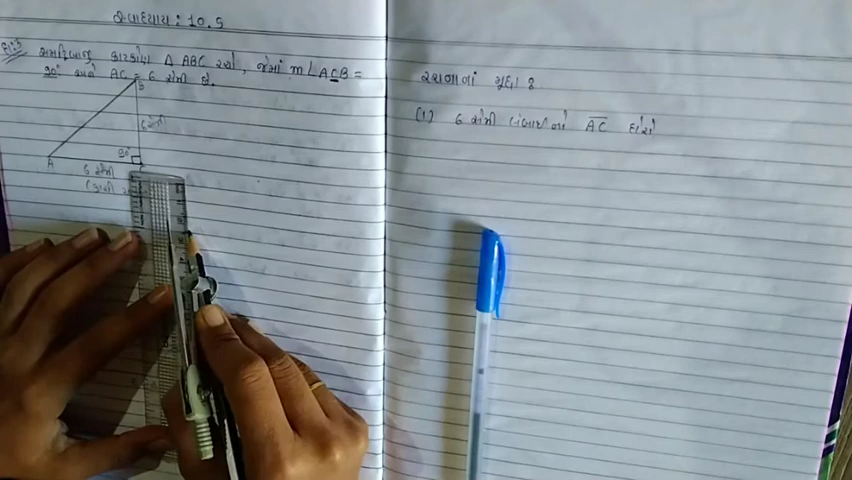 સ્વાધ્યાય : 10.5
દા:3 સમદ્વિબાજુ કાટકોણ Δ ABC રચો, જેમાં m∠ACB =
90° અને AC = 6 સેમી છે.
B
6 સેમી
90°
A
6 સેમી
રચનાનાં મુદ્દા :
(1) 6 સેમી લંબાઈનો AC દોરો